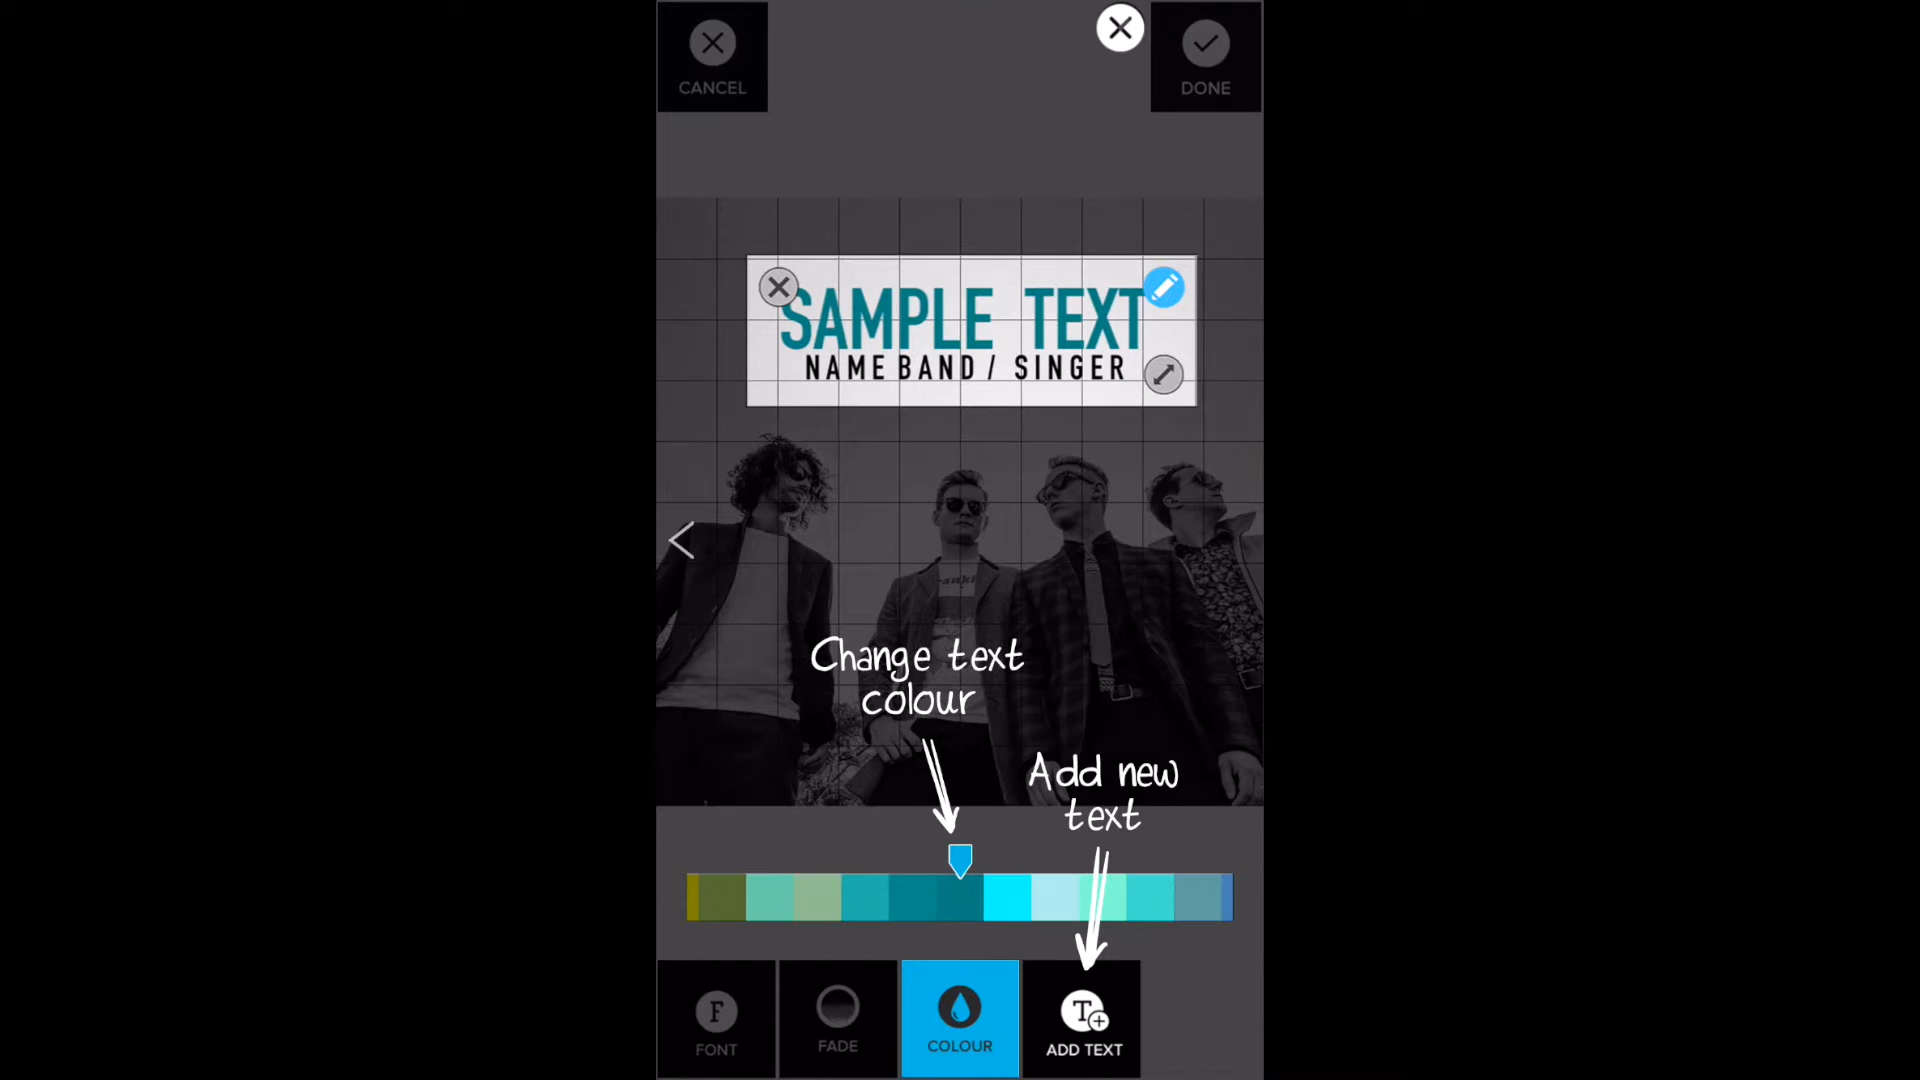 CANCEL
DONE
SAMPLE TEXT
NAME BAND / SINGER
Change text
colour
Add new
text
F
FONT
FADE
COLOUR
T
ADD TEXT